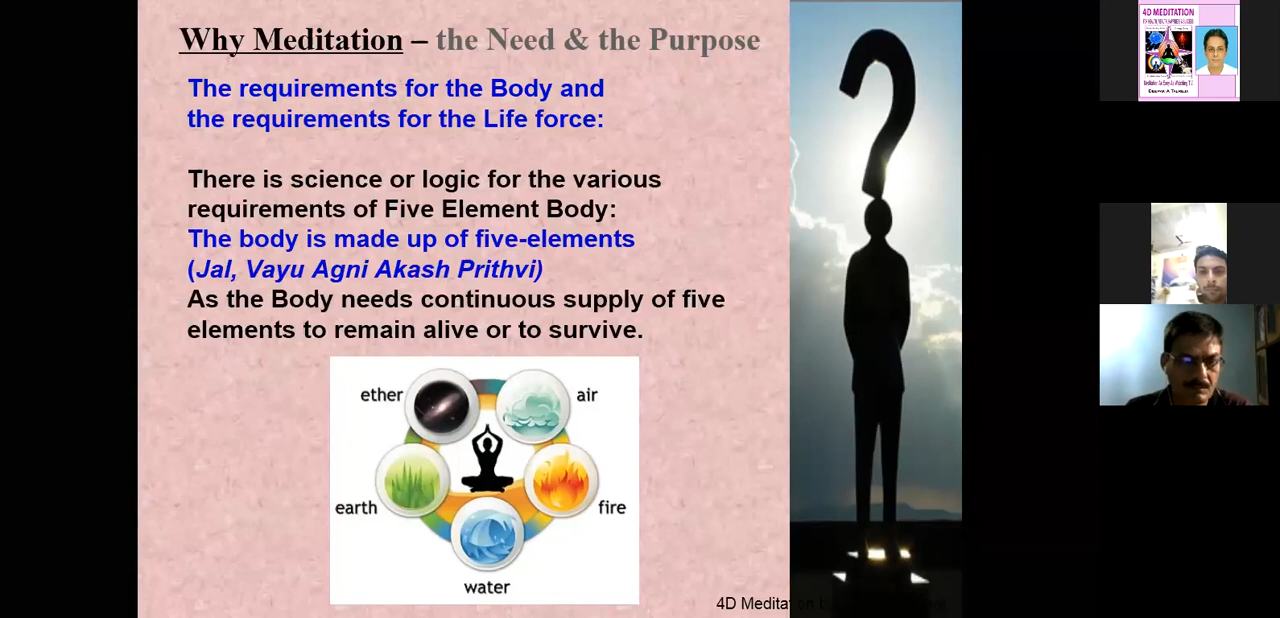 Why Meditation – the Need & the Purpose
The requirements for the Body and
the requirements for the Life force:
There is science or logic for the various
requirements of Five Element Body:
The body is made up of five-elements
(Jal, Vayu Agni Akash Prithvi)
As the Body needs continuous supply of five
elements to remain alive or to survive.
ether
air
earth
fire
water
4D Meditation
4D MEDITATION